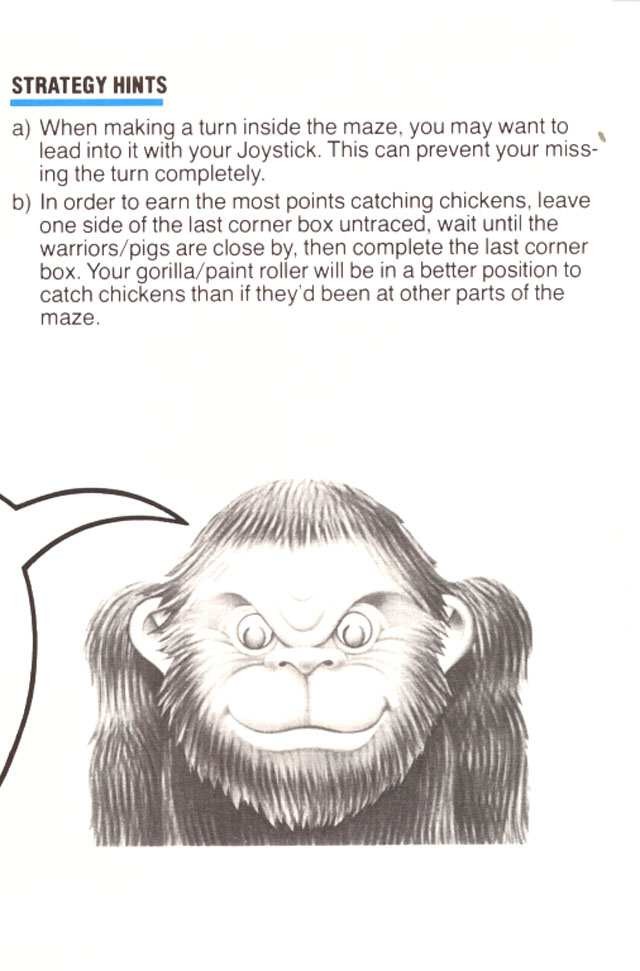 STRATEGY HINTS
a) When making a turn inside the maze, you may want to
lead into it with your Joystick. This can prevent your miss-
ing the turn completely.
b) In order to earn the most points catching chickens, leave
one side of the last corner box untraced, wait until the
warriors/pigs are close by, then complete the last corner
box. Your gorilla/paint roller will be in a better position to
catch chickens than if they'd been at other parts of the
maze.